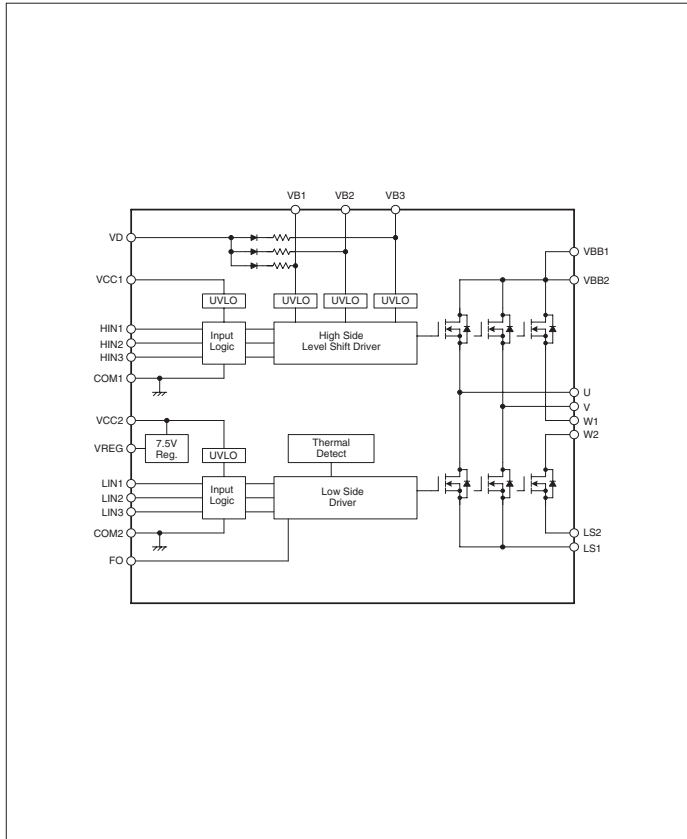 VB1 VB2 VB3
VD
VBB1
VCC1
VBB2
UVLO UVLO UVLO UVLO
HIN1
HIN2
HIN3
Input
Logic
High Side
Level Shift Driver
COM1
U
V
W1
W2
VCC2
VREG
7.5V
Reg.
UVLO
Thermal
Detect
LIN1
LIN2
LIN3
Input
Logic
Low Side
Driver
COM2
LS2
LS1
FO